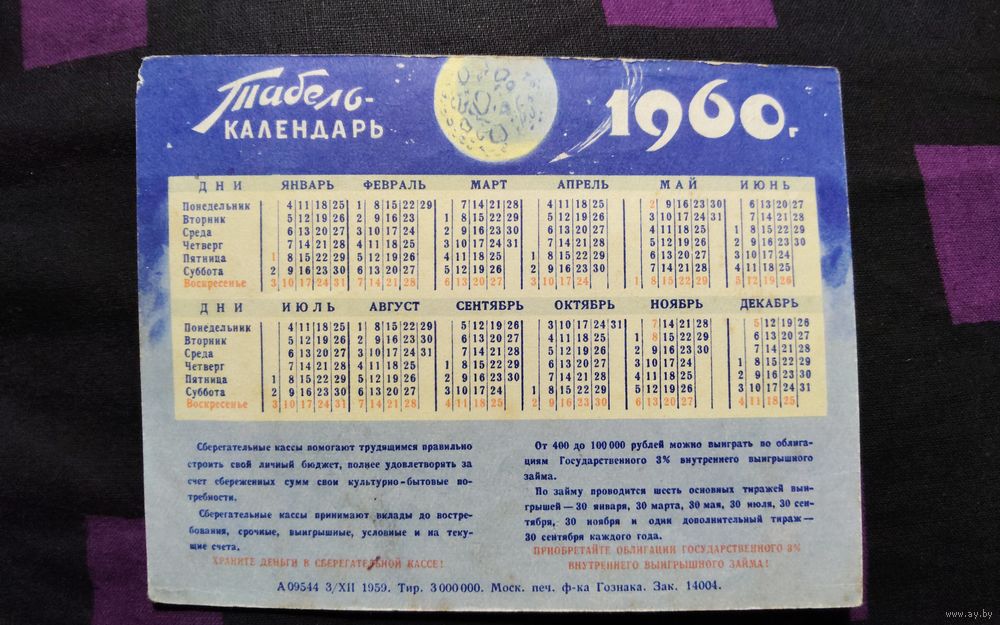 Табель-
КАЛЕНДАРЬ
1960г.
ДНИ ЯНВАРЬ ФЕВРАЛЬ МАРТ АПРЕЛЬ МАЙ ИЮНЬ
Понедельник 4 11 18 25 1 8 15 22 29 7 14 21 28 4 11 18 25 2 9 16 23 30 6 13 20 27
Вторник 5 12 19 26 2 9 16 23 1 8 15 22 29 5 12 19 26 3 10 17 24 31 7 14 21 28
Среда 6 13 20 27 3 10 17 24 2 9 16 23 30 6 13 20 27 4 11 18 25 1 8 15 22 29
Четверг 7 14 21 28 4 11 18 25 3 10 17 24 31 7 14 21 28 5 12 19 26 2 9 16 23 30
Пятница 1 8 15 22 29 5 12 19 26 4 11 18 25 1 8 15 22 29 6 13 20 27 3 10 17 24
Суббота 2 9 16 23 30 6 13 20 27 5 12 19 26 2 9 16 23 30 7 14 21 28 4 11 18 25
Воскресенье 3 10 17 24 31 7 14 21 28 6 13 20 27 3 10 17 24 1 8 15 22 29 5 12 19 26
ДНИ ИЮЛЬ АВГУСТ СЕНТЯБРЬ ОКТЯБРЬ НОЯБРЬ ДЕКАБРЬ
Понедельник 4 11 18 25 1 8 15 22 29 5 12 19 26 3 10 17 24 31 7 14 21 28 5 12 19 26
Вторник 5 12 19 26 2 9 16 23 30 6 13 20 27 4 11 18 25 1 8 15 22 29 6 13 20 27
Среда 6 13 20 27 3 10 17 24 31 7 14 21 28 5 12 19 26 2 9 16 23 30 7 14 21 28
Четверг 7 14 21 28 4 11 18 25 1 8 15 22 29 6 13 20 27 3 10 17 24 1 8 15 22 29
Пятница 1 8 15 22 29 5 12 19 26 2 9 16 23 30 7 14 21 28 4 11 18 25 2 9 16 23 30
Суббота 2 9 16 23 30 6 13 20 27 3 10 17 24 1 8 15 22 29 5 12 19 26 3 10 17 24 31
Воскресенье 3 10 17 24 31 7 14 21 28 4 11 18 25 2 9 16 23 30 6 13 20 27 4 11 18 25
Сберегательные кассы помогают трудящимся правильно
строить свой личный бюджет, полнее удовлетворять за
счет сбереженных сумм свои культурно-бытовые по-
требности.
Сберегательные кассы принимают вклады до востре-
бования, срочные, выигрышные, условные и на теку-
щие счета.
ХРАНИТЕ ДЕНЬГИ В СБЕРЕГАТЕЛЬНОЙ КАССЕ!
От 400 до 100 000 рублей можно выиграть по облига-
циям Государственного 3% внутреннего выигрышного
займа.
По займу проводится шесть основных тиражей выи-
грышей — 30 января, 30 марта, 30 мая, 30 июля, 30 сен-
тября, 30 ноября и один дополнительный тираж —
30 сентября каждого года.
ПРИОБРЕТАЙТЕ ОБЛИГАЦИИ ГОСУДАРСТВЕННОГО 3%
ВНУТРЕННЕГО ВЫИГРЫШНОГО ЗАЙМА!
А 09544 3/XII 1959. Тир. 3 000 000. Моск. печ. ф-ка Гознака. Зак. 14004.
www.ay.by